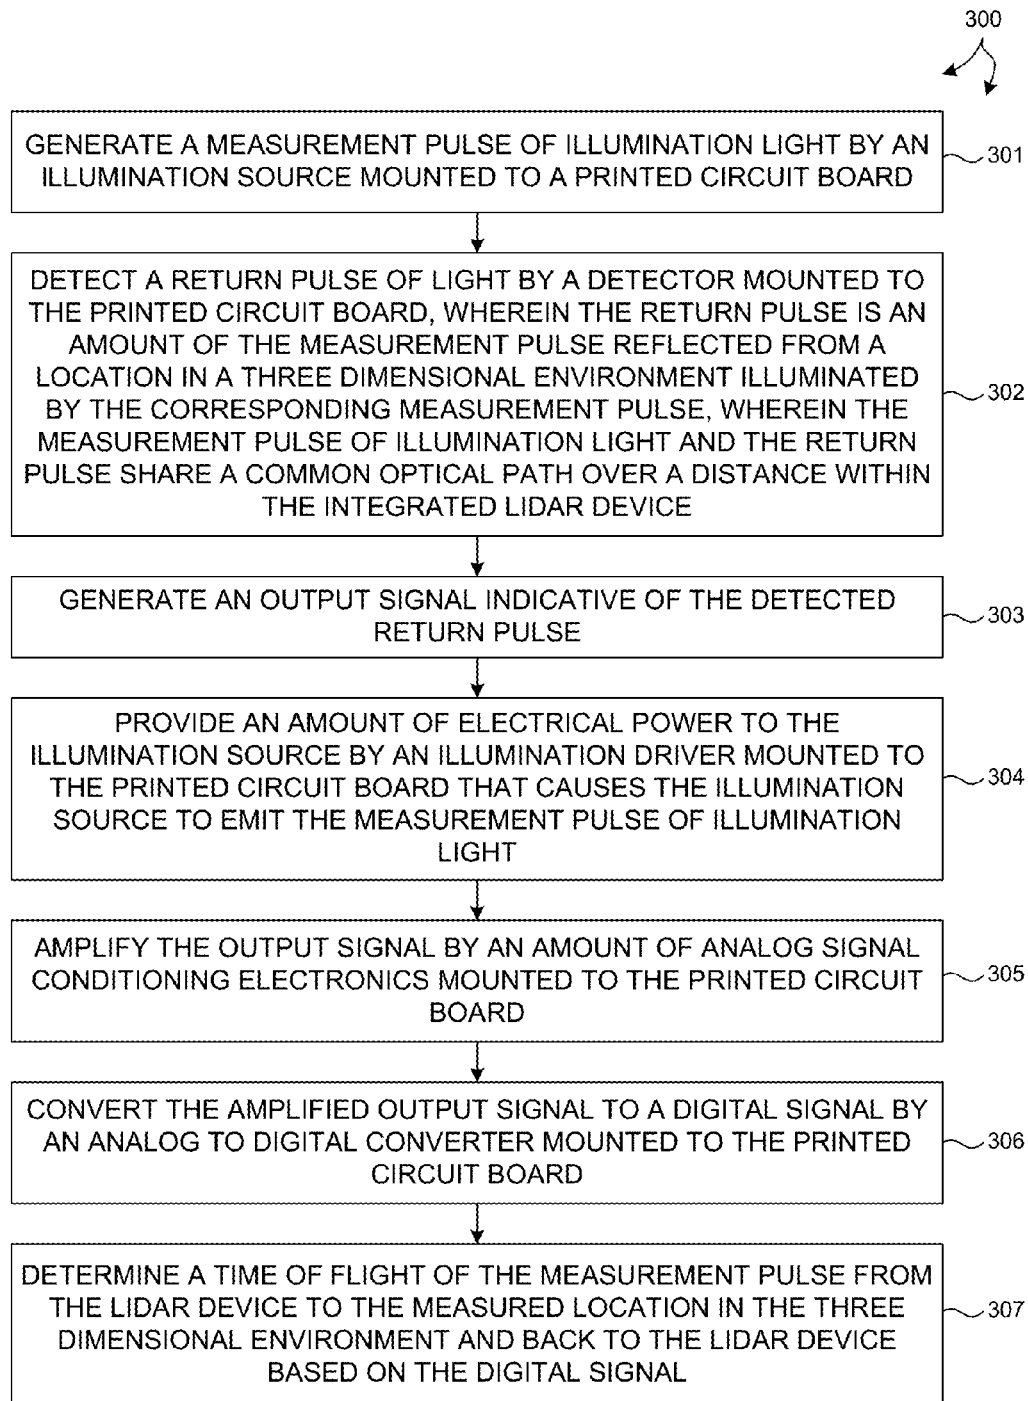 300
GENERATE A MEASUREMENT PULSE OF ILLUMINATION LIGHT BY AN
ILLUMINATION SOURCE MOUNTED TO A PRINTED CIRCUIT BOARD
301
DETECT A RETURN PULSE OF LIGHT BY A DETECTOR MOUNTED TO
THE PRINTED CIRCUIT BOARD, WHEREIN THE RETURN PULSE IS AN
AMOUNT OF THE MEASUREMENT PULSE REFLECTED FROM A
LOCATION IN A THREE DIMENSIONAL ENVIRONMENT ILLUMINATED
BY THE CORRESPONDING MEASUREMENT PULSE, WHEREIN THE
MEASUREMENT PULSE OF ILLUMINATION LIGHT AND THE RETURN
PULSE SHARE A COMMON OPTICAL PATH OVER A DISTANCE WITHIN
THE INTEGRATED LIDAR DEVICE
302
GENERATE AN OUTPUT SIGNAL INDICATIVE OF THE DETECTED
RETURN PULSE
303
PROVIDE AN AMOUNT OF ELECTRICAL POWER TO THE
ILLUMINATION SOURCE BY AN ILLUMINATION DRIVER MOUNTED TO
THE PRINTED CIRCUIT BOARD THAT CAUSES THE ILLUMINATION
SOURCE TO EMIT THE MEASUREMENT PULSE OF ILLUMINATION
LIGHT
304
AMPLIFY THE OUTPUT SIGNAL BY AN AMOUNT OF ANALOG SIGNAL
CONDITIONING ELECTRONICS MOUNTED TO THE PRINTED CIRCUIT
BOARD
305
CONVERT THE AMPLIFIED OUTPUT SIGNAL TO A DIGITAL SIGNAL BY
AN ANALOG TO DIGITAL CONVERTER MOUNTED TO THE PRINTED
CIRCUIT BOARD
306
DETERMINE A TIME OF FLIGHT OF THE MEASUREMENT PULSE FROM
THE LIDAR DEVICE TO THE MEASURED LOCATION IN THE THREE
DIMENSIONAL ENVIRONMENT AND BACK TO THE LIDAR DEVICE
BASED ON THE DIGITAL SIGNAL
307